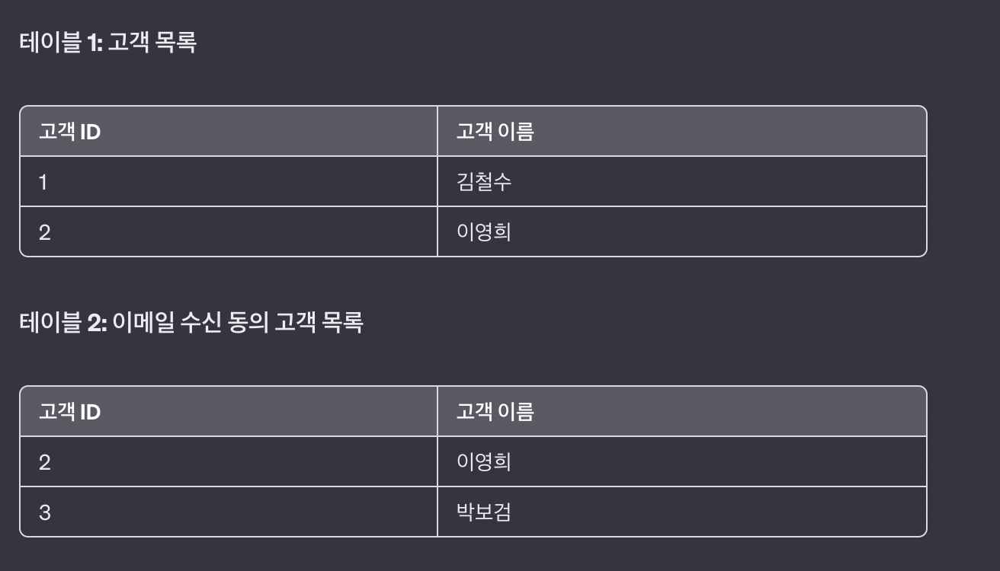 테이블 1: 고객 목록
고객 ID 고객 이름
1 김철수
2 이영희
테이블 2: 이메일 수신 동의 고객 목록
고객 ID 고객 이름
2 이영희
3 박보검